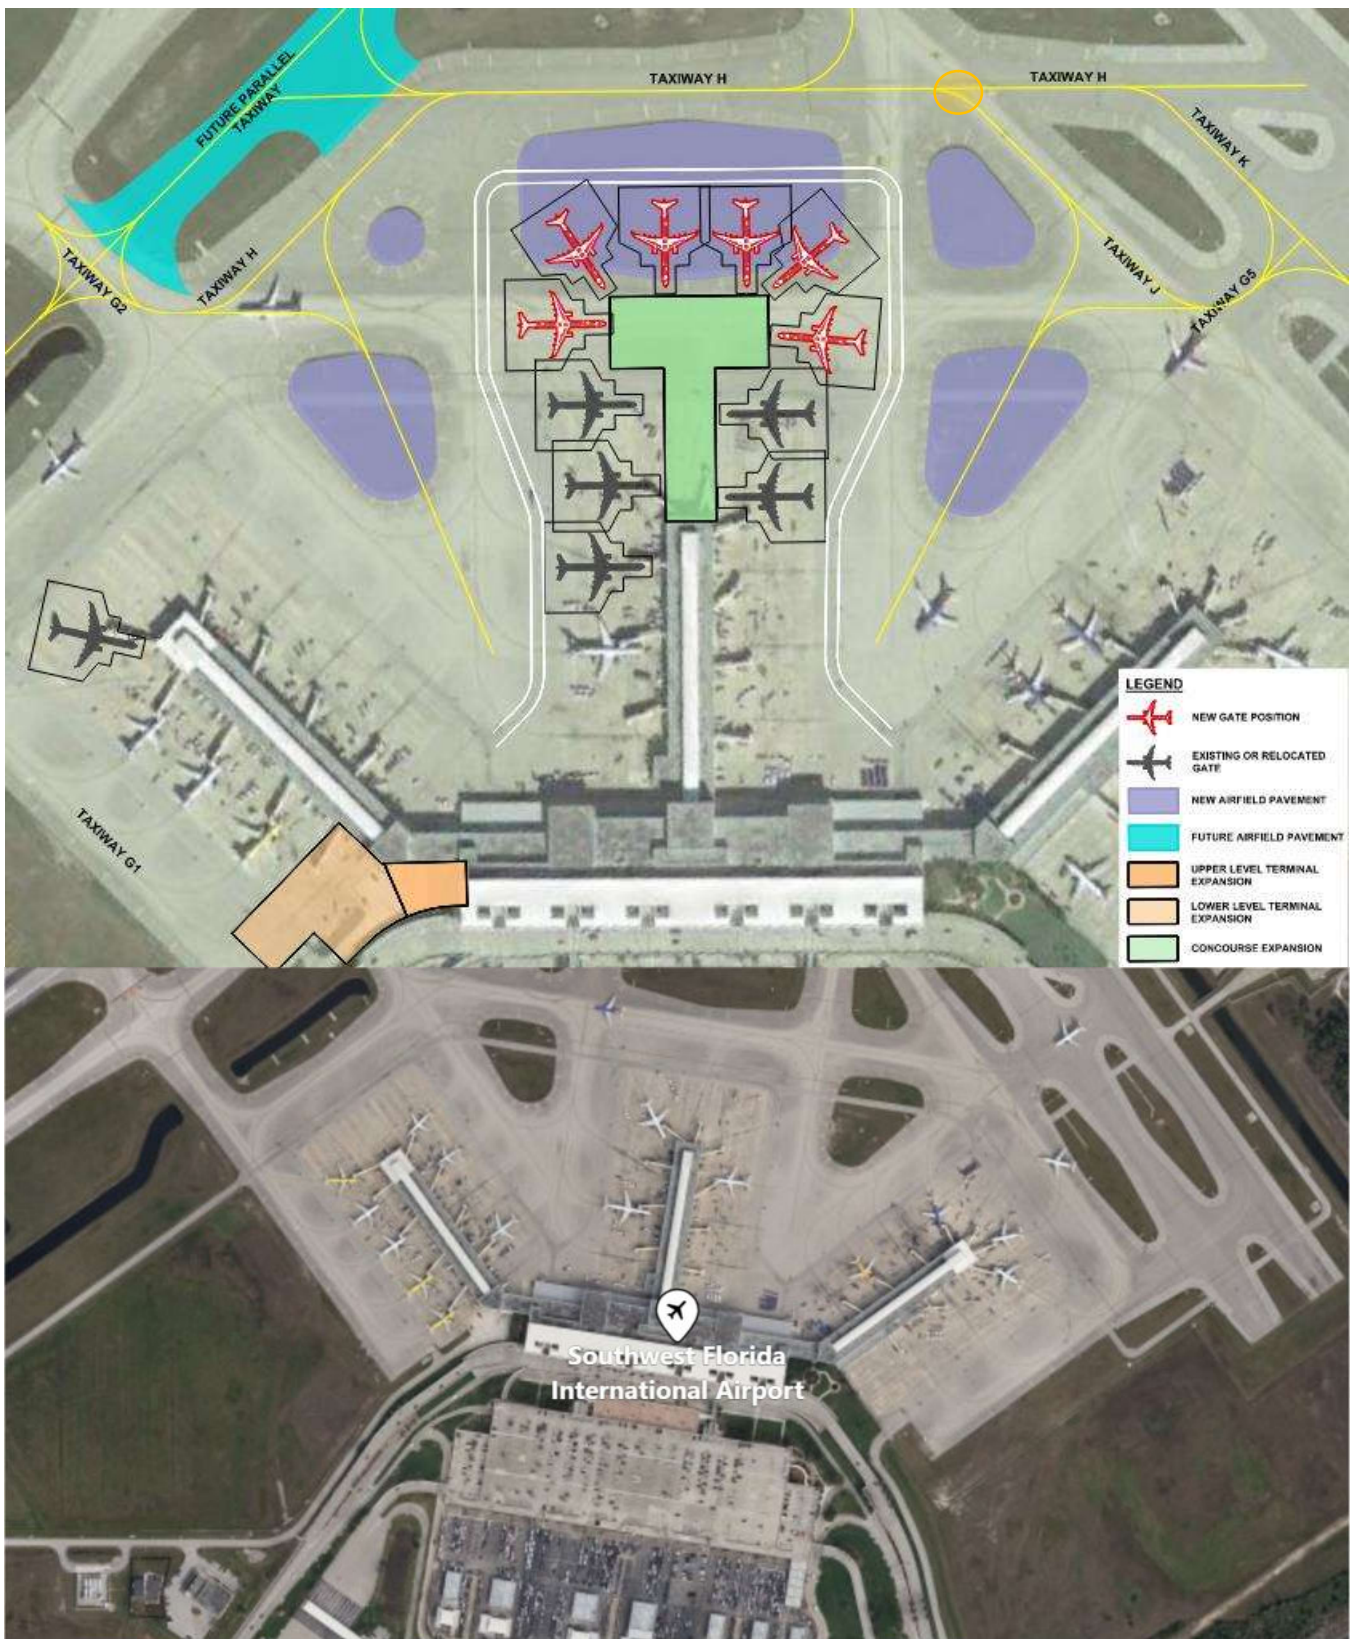 FUTURE PARALLEL
TAXIWAY
TAXIWAY H
TAXIWAY H
TAXIWAY K
TAXIWAY G2
TAXIWAY H
TAXIWAY J
TAXIWAY G5
TAXIWAY G1
LEGEND
NEW GATE POSITION
EXISTING OR RELOCATED
GATE
NEW AIRFIELD PAVEMENT
FUTURE AIRFIELD PAVEMENT
UPPER LEVEL TERMINAL
EXPANSION
LOWER LEVEL TERMINAL
EXPANSION
CONCOURSE EXPANSION
Southwest Florida
International Airport